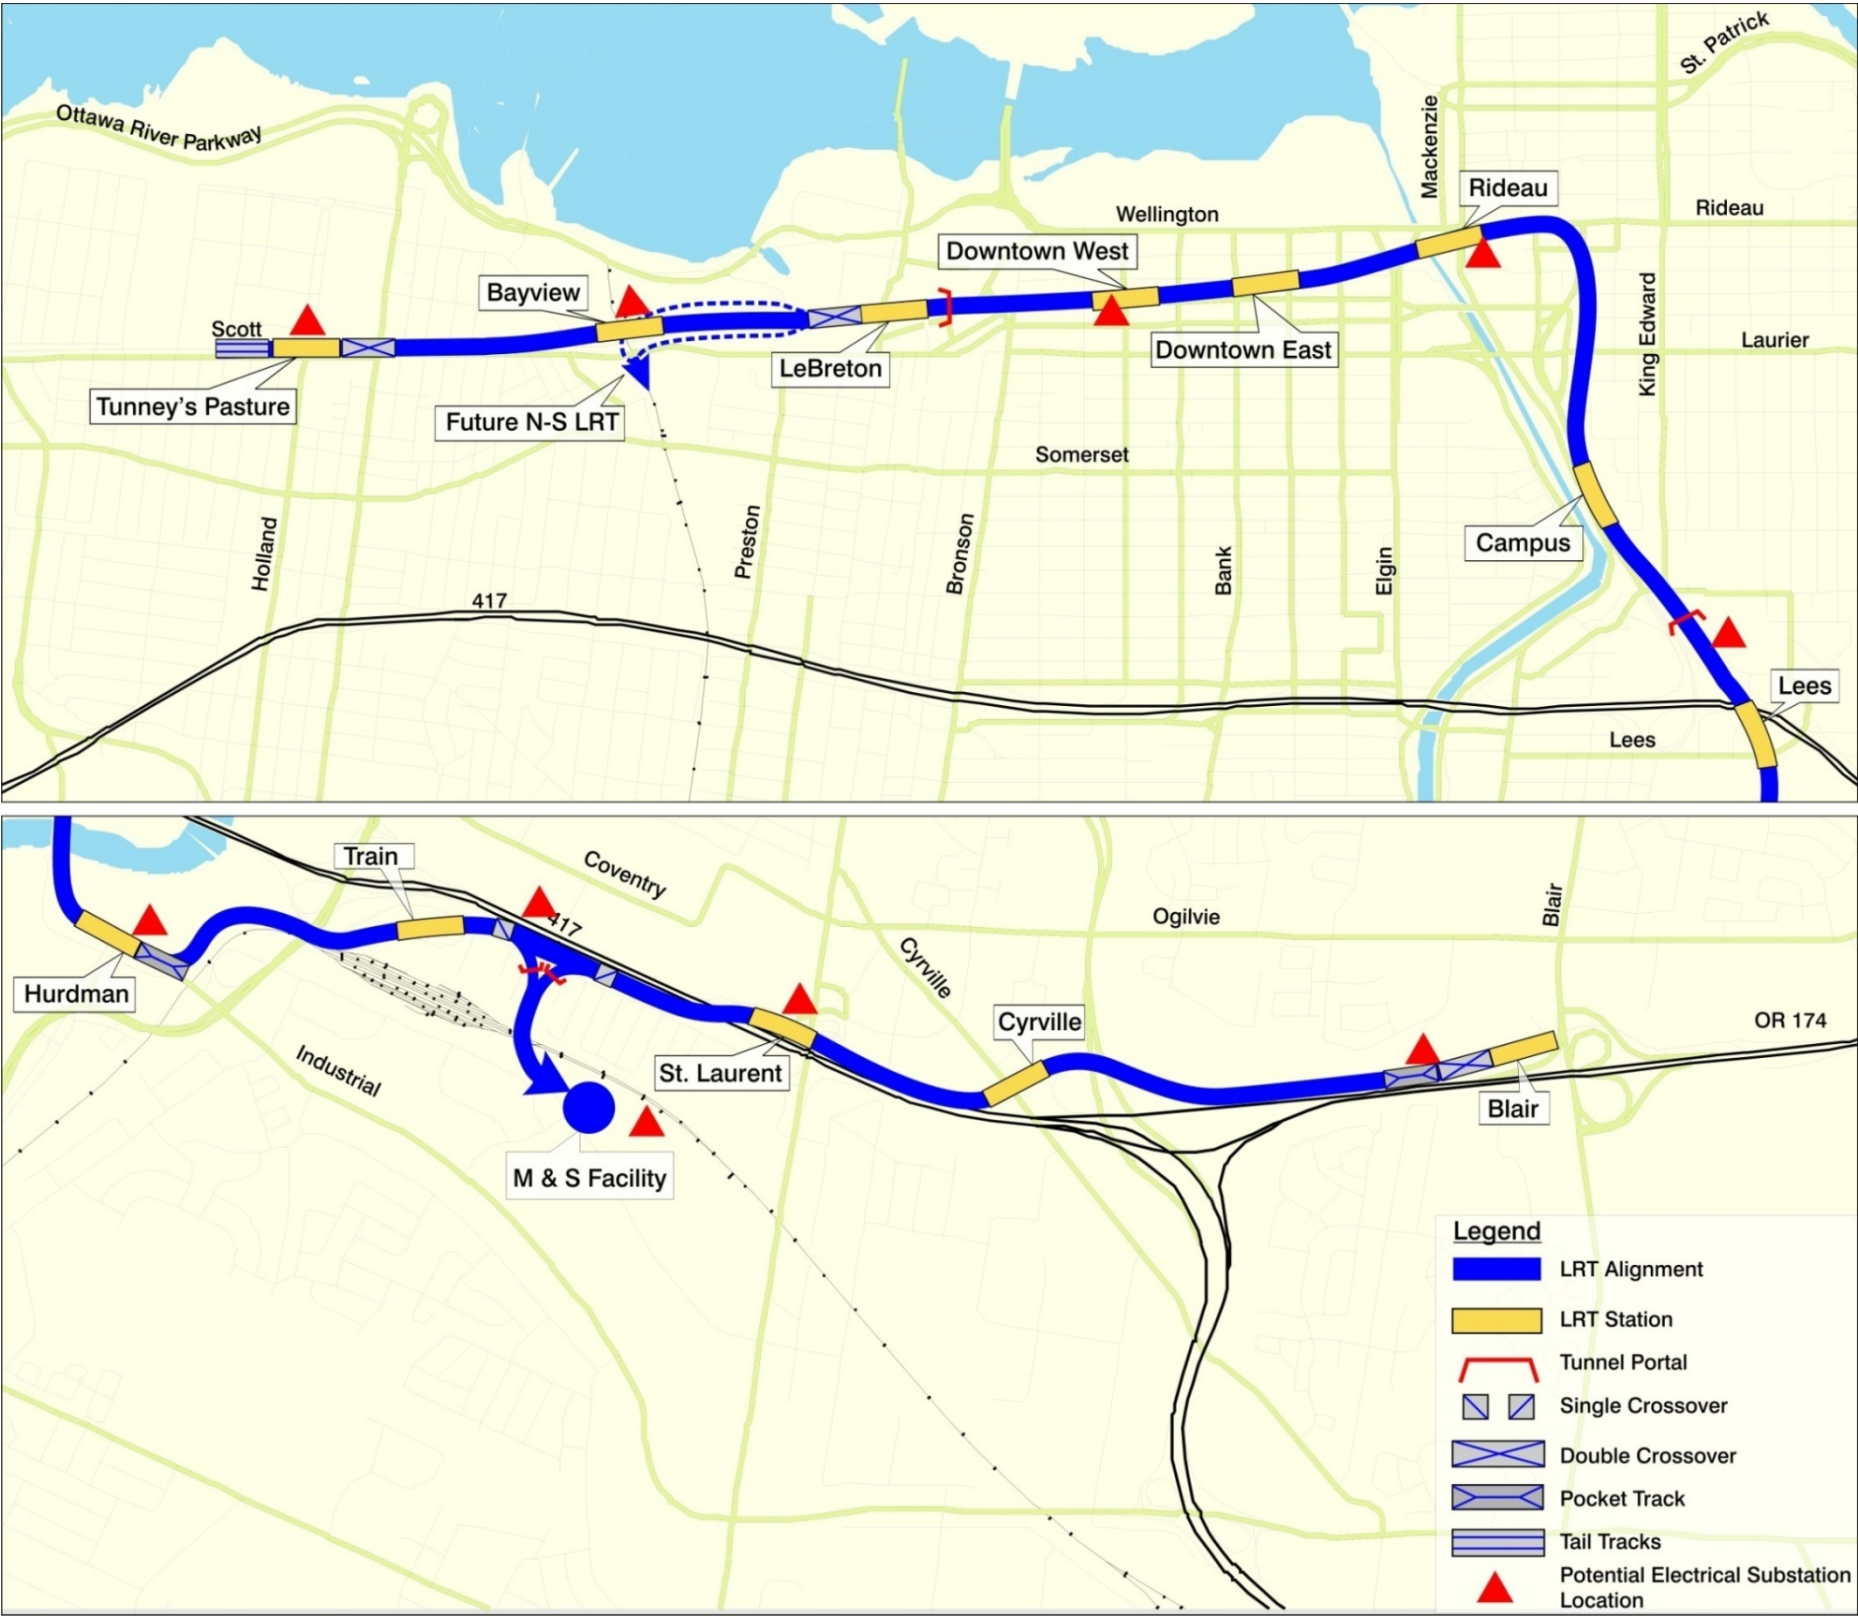 Ottawa River Parkway
St. Patrick
Mackenzie
Rideau
Rideau
Wellington
Downtown West
Bayview
Scott
King Edward
Laurier
Downtown East
LeBreton
Tunney's Pasture
Future N-S LRT
Somerset
Holland
Preston
Bronson
Bank
Elgin
Campus
417
Lees
Lees
Train
Coventry
417
Blair
Ogilvie
Cyrville
Hurdman
Cyrville
OR 174
Industrial
St. Laurent
Blair
M & S Facility
Legend
LRT Alignment
LRT Station
Tunnel Portal
Single Crossover
Double Crossover
Pocket Track
Tail Tracks
Potential Electrical Substation
Location